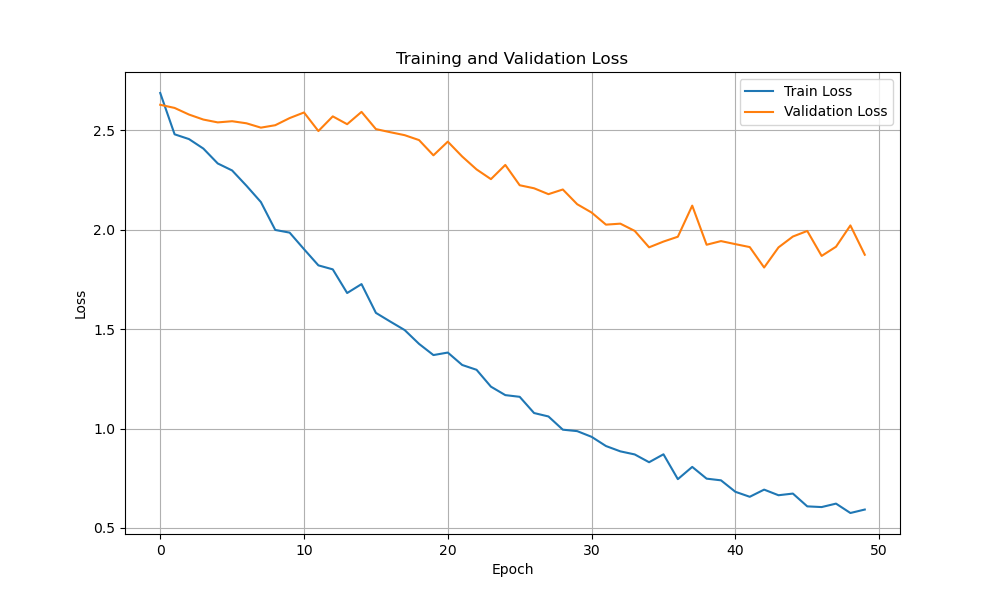 Training and Validation Loss
Train Loss
Validation Loss
2.5
2.0
1.5
1.0
0.5
Loss
0 10 20 30 40 50
Epoch